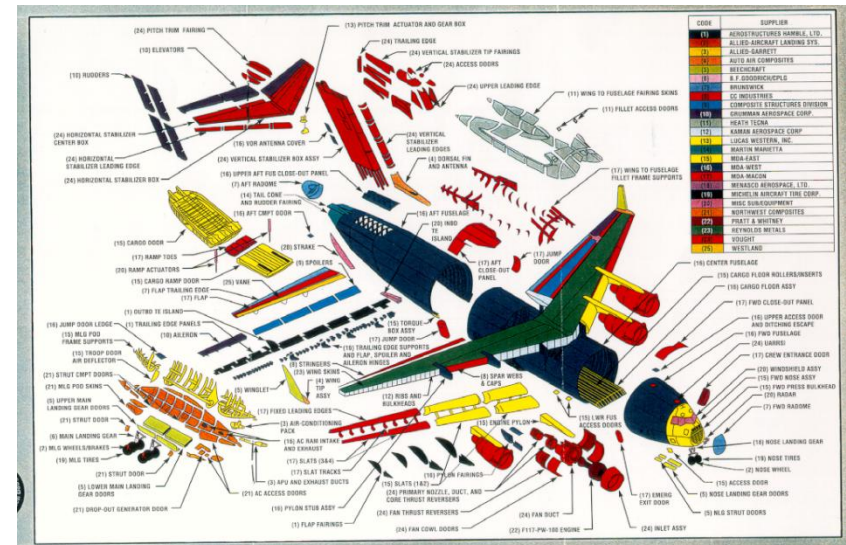 (24) PITCH TRIM FAIRING
(13) PITCH TRIM ACTUATOR AND GEAR BOX
(10) ELEVATORS
(24) TRAILING EDGE
(24) VERTICAL STABILIZER TIP FAIRINGS
(24) ACCESS DOORS
(10) RUDDERS
(24) UPPER LEADING EDGE
(11) WING TO FUSELAGE FAIRING SKINS
(11) FILLET ACCESS DOORS
(24) HORIZONTAL STABILIZER
CENTER BOX
(16) VOR ANTENNA COVER
(24) VERTICAL
STABILIZER
LEADING EDGES
(24) HORIZONTAL
STABILIZER LEADING EDGE
(24) VERTICAL STABILIZER BOX ASSY
(4) DORSAL FIN
AND ANTENNA
(24) HORIZONTAL STABILIZER BOX
(16) UPPER AFT FUS CLOSE-OUT PANEL
(17) WING TO FUSELAGE
FILLET FRAME SUPPORTS
(7) AFT RADOME
(14) TAIL CONE
AND RUDDER FAIRING
(16) AFT FUSELAGE
(15) AFT CMPT DOOR
(20) INBD
TE
ISLAND
(15) CARGO DOOR
(20) STRAKE
(17) AFT
CLOSE-OUT
PANEL
(17) JUMP
DOOR
(16) CENTER FUSELAGE
(17) RAMP TOES
(9) SPOILERS
(15) CARGO FLOOR ROLLERS/INSERTS
(20) RAMP ACTUATORS
(15) CARGO FLOOR ASSY
(15) CARGO RAMP DOOR
(25) VANE
(17) FWD CLOSE-OUT PANEL
(7) FLAP TRAILING EDGE
(17) FLAP
(15) TORQUE
BOX ASSY
(16) UPPER ACCESS DOOR
AND DITCHING ESCAPE
(1) OUTBD TE ISLAND
(17) JUMP DOOR
(16) FWD FUSELAGE
(16) JUMP DOOR LEDGE
(1) TRAILING EDGE PANELS
(16) TRAILING EDGE SUPPORTS
AND FLAP, SPOILER AND
AILERON HINGES
(15) MLG POD
FRAME SUPPORTS
(10) AILERON
(17) CREW ENTRANCE DOOR
(15) TROOP DOOR
AIR DEFLECTOR
(9) STRINGERS
(23) WING SKINS
(20) WINDSHIELD ASSY
(15) FWD NOSE ASSY
(21) STRUT CMPT DOORS
(5) WINGLET
(4) WING
TIP
ASSY
(8) SPAR WEBS
& CAPS
(15) FWD PRESS BULKHEAD
(20) RADAR
(21) MLG POD SKINS
(12) RIBS AND
BULKHEADS
(7) FWD RADOME
(5) UPPER MAIN
LANDING GEAR DOORS
(17) FIXED LEADING EDGES
(15) LWR FUS
ACCESS DOORS
(21) STRUT DOOR
(3) AIR-CONDITIONING
PACK
(15) ENGINE PYLON
(18) NOSE LANDING GEAR
(6) MAIN LANDING GEAR
(16) AC RAM INTAKE
AND EXHAUST
(2) MLG WHEELS/BRAKES
(17) SLATS (3&4)
(19) NOSE TIRES
(19) MLG TIRES
(17) SLAT TRACKS
(16) PYLON FAIRINGS
(2) NOSE WHEEL
(21) STRUT DOOR
(3) APU AND EXHAUST DUCTS
(15) SLATS (1&2)
(15) ACCESS DOOR
(5) LOWER MAIN LANDING
GEAR DOORS
(21) AC ACCESS DOORS
(24) PRIMARY NOZZLE, DUCT, AND
CORE THRUST REVERSERS
(17) EMERG
EXIT DOOR
(5) NOSE LANDING GEAR DOORS
(21) DROP-OUT GENERATOR DOOR
(16) PYLON STUB ASSY
(24) FAN THRUST REVERSERS
(24) FAN DUCT
(5) NLG STRUT DOORS
(1) FLAP FAIRINGS
(24) FAN COWL DOORS
(22) F117-PW-100 ENGINE
(24) INLET ASSY
CODE SUPPLIER
(1) AEROSTRUCTURES HAMBLE, LTD.
ALLIED-AIRCRAFT LANDING SYS.
(3) ALLIED-GARRETT
AUTO AIR COMPOSITES
BEECHCRAFT
B.F.GOODRICH/CPLG
BRUNSWICK
CC INDUSTRIES
COMPOSITE STRUCTURES DIVISION
(10) GRUMMAN AEROSPACE CORP.
(11) HEATH TECNA
(12) KAMAN AEROSPACE CORP
(13) LUCAS WESTERN, INC.
MARTIN MARIETTA
(15) MDA-EAST
(16) MDA-WEST
MDA-MACON
MENASCO AEROSPACE, LTD.
(19) MICHELIN AIRCRAFT TIRE CORP.
MISC SUB/EQUIPMENT
NORTHWEST COMPOSITES
(22) PRATT & WHITNEY
(23) REYNOLDS METALS
VOUGHT
(25) WESTLAND